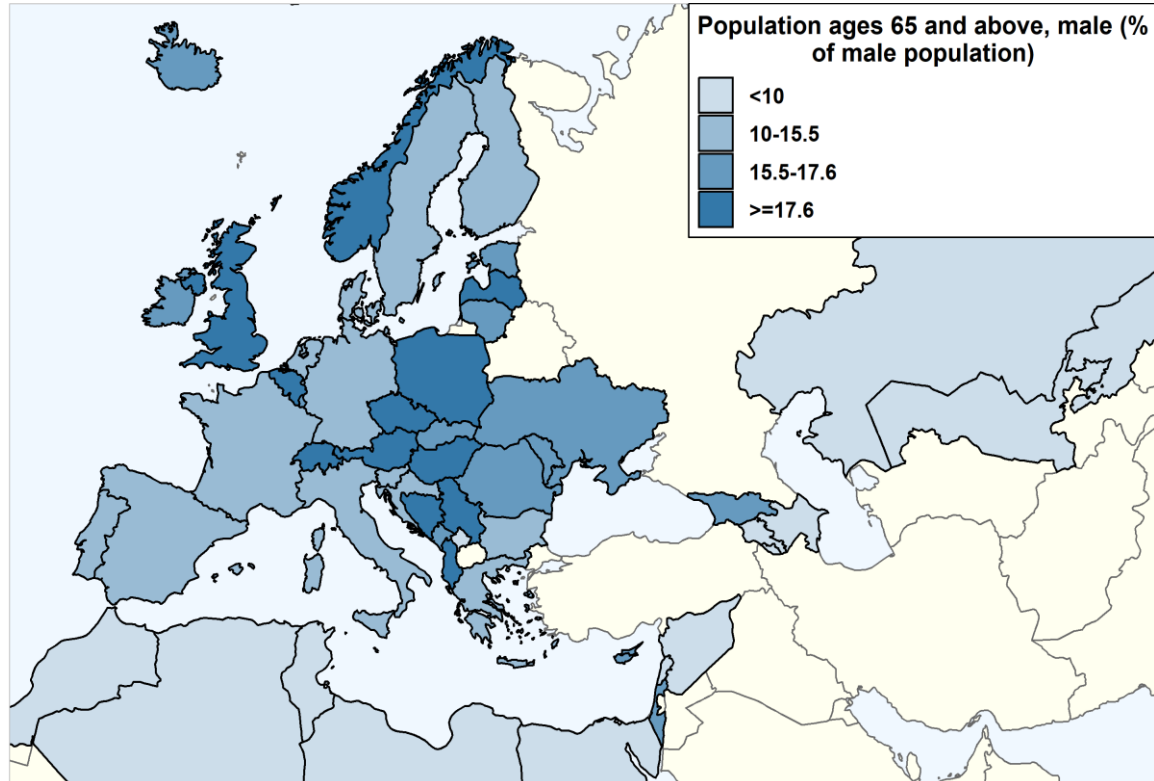 Population ages 65 and above, male (%
of male population)
<10
10-15.5
15.5-17.6
>=17.6